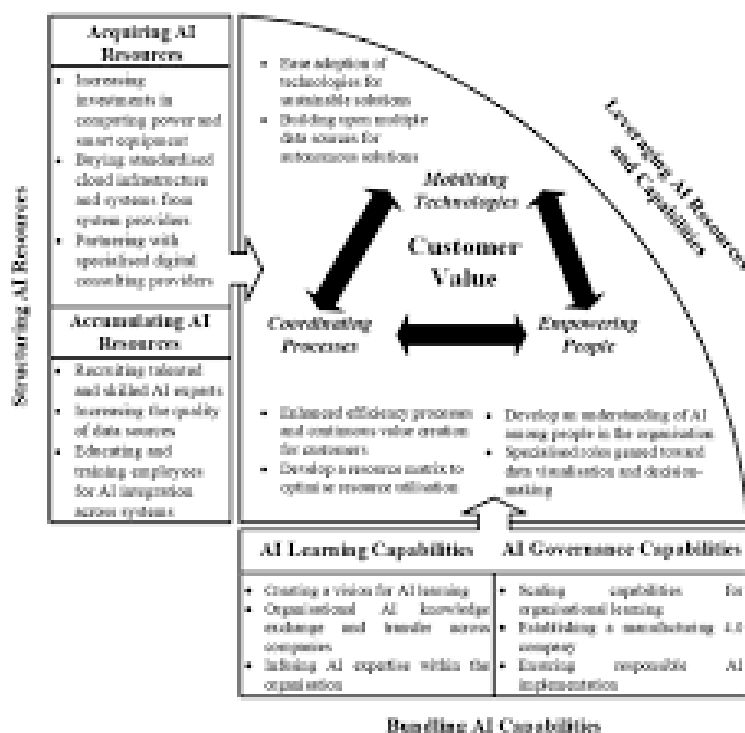 Acquiring AI
Resources
• Increasing
investments in
computing power and
smart equipment
• Buying standardised
cloud infrastructure
and systems from
system providers
• Partnering with
specialised digital
consulting providers
Accumulating AI
Resources
• Recruiting talented
and skilled AI experts
• Increasing the quality
of data sources
• Educating and
training employees
for AI integration
across systems
Structuring AI Resources
• Ease adoption of
technologies for
sustainable solutions
• Building upon multiple
data sources for
autonomous solutions
Leveraging AI Resources
and Capabilities
Mobilising
Technologies
Customer
Value
Coordinating
Processes
Empowering
People
• Enhanced efficiency processes
and continuous value creation
for customers
• Develop a resource matrix to
optimise resource utilisation
• Develop an understanding of AI
among people in the organisation
• Specialised roles geared toward
data visualisation and decision-
making
AI Learning Capabilities
• Creating a vision for AI learning
• Organisational AI knowledge
exchange and transfer across
companies
• Infusing AI expertise within the
organisation
AI Governance Capabilities
• Scaling capabilities for
organisational learning
• Establishing a manufacturing 4.0
company
• Ensuring responsible AI
implementation
Bundling AI Capabilities